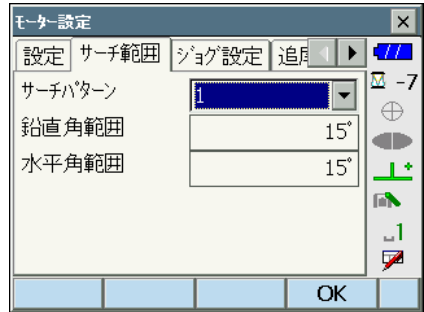 モーター設定
設定 サーチ範囲 ジョグ設定 追尾
サーチパターン 1
-7
鉛直角範囲 15°
水平角範囲 15°
1
OK